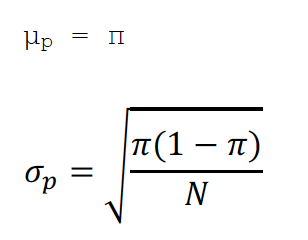 μp = π
σp = √(π(1 − π)/N)